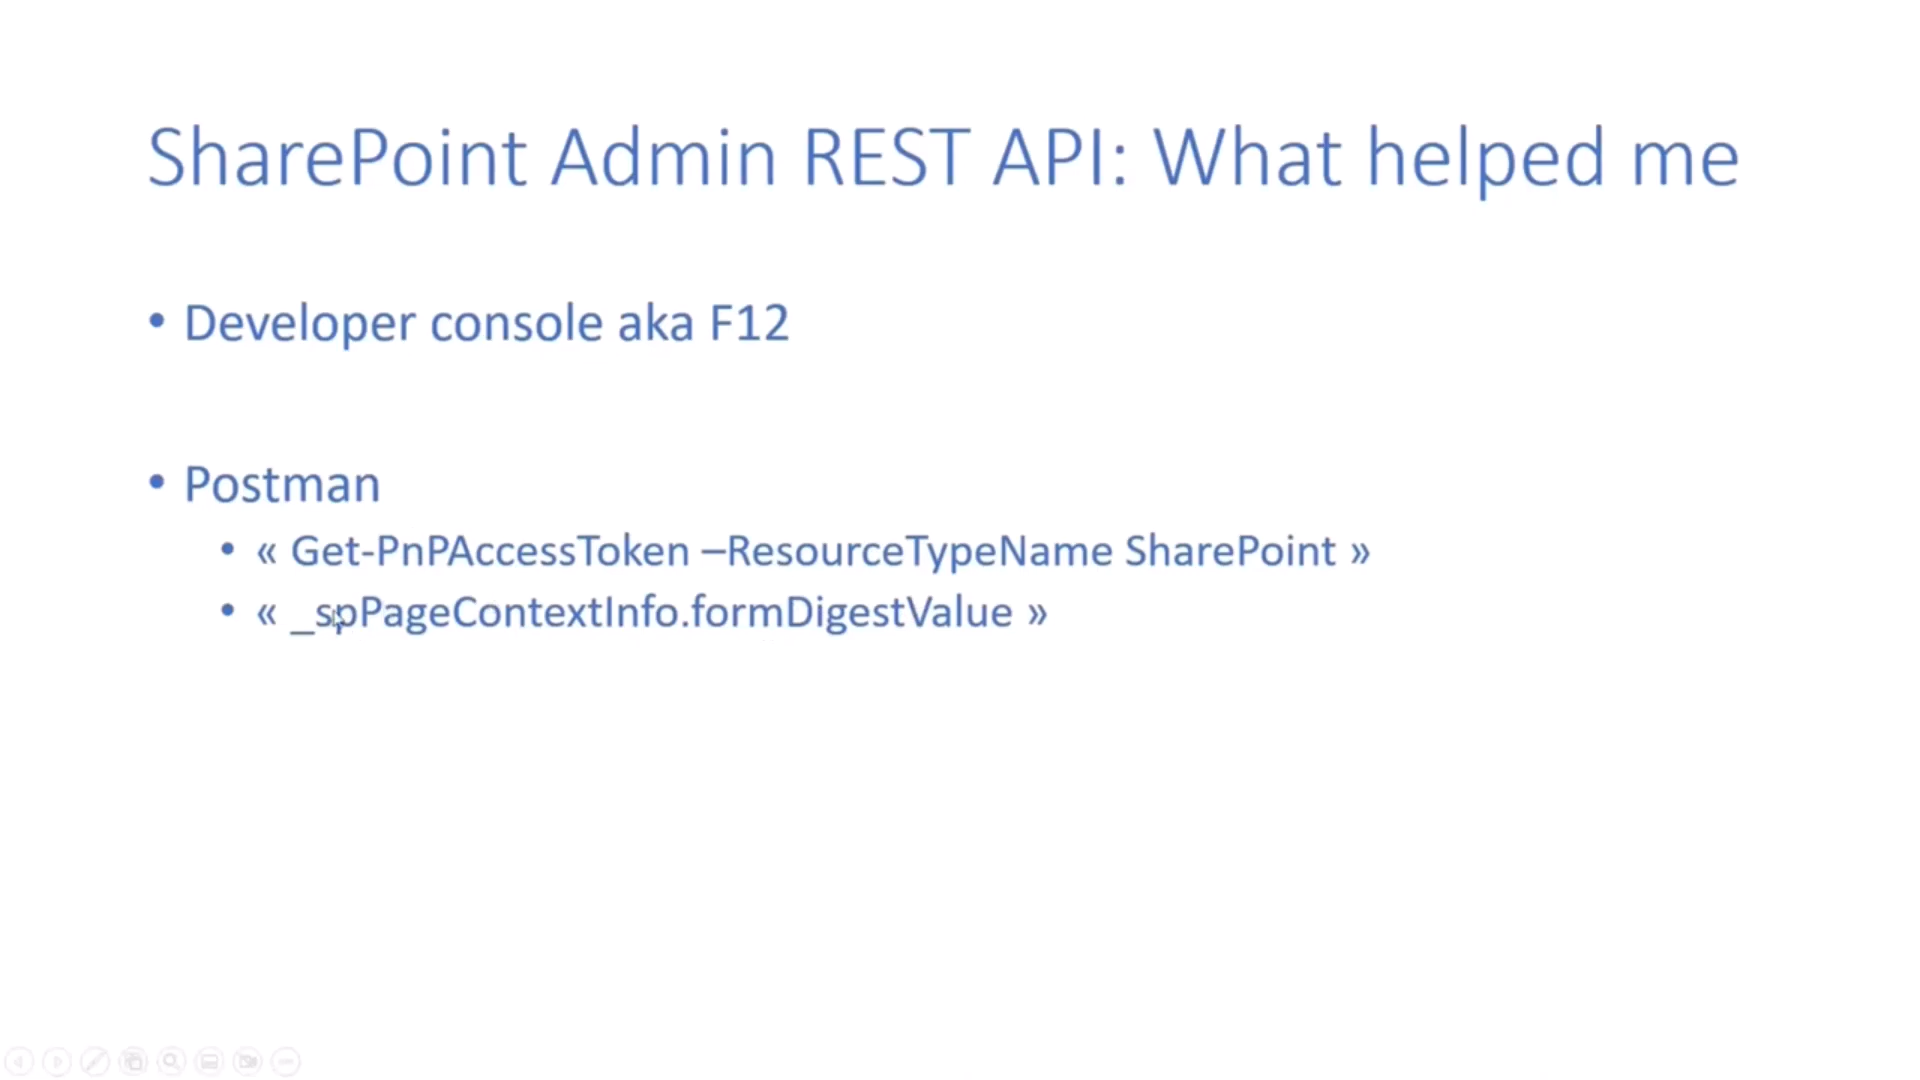 SharePoint Admin REST API: What helped me
• Developer console aka F12
• Postman
• « Get-PnPAccessToken –ResourceTypeName SharePoint »
• « _spPageContextInfo.formDigestValue »